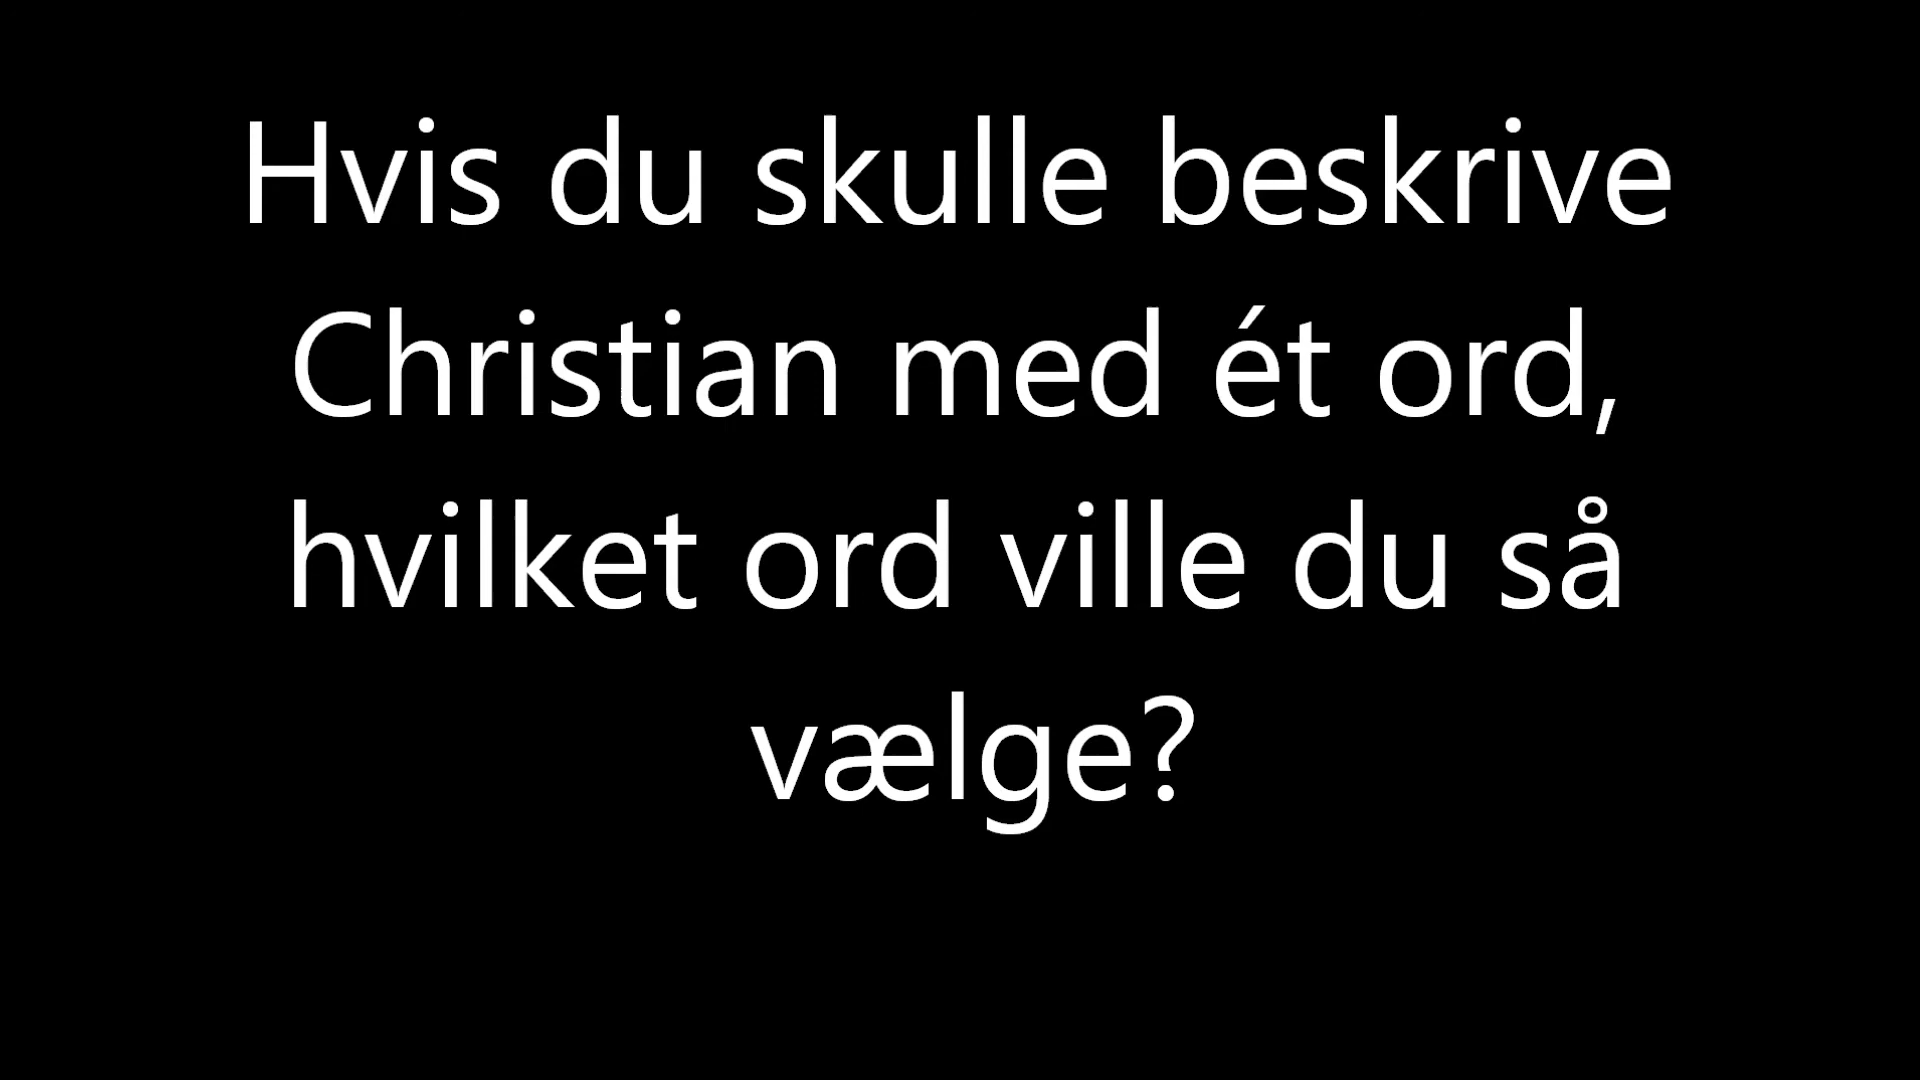 Hvis du skulle beskrive
Christian med ét ord,
hvilket ord ville du så
vælge?